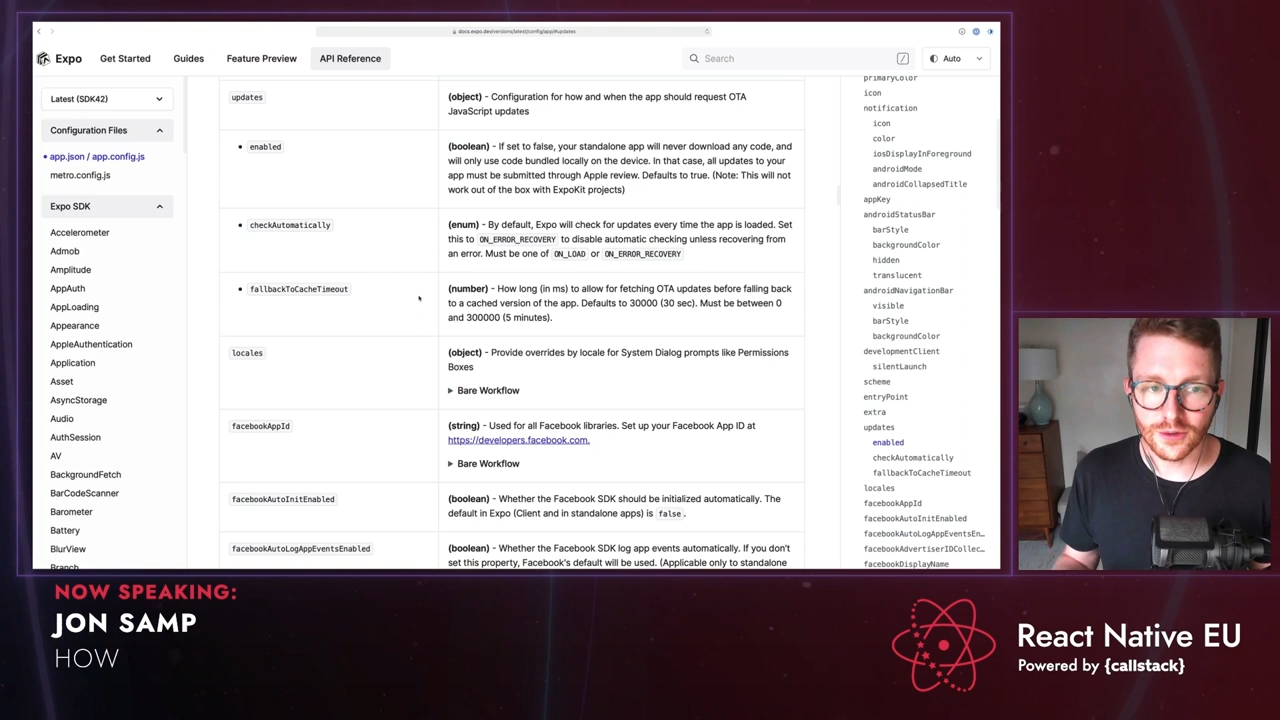 docs.expo.dev/versions/latest/config/app/#updates
Expo
Get Started
Guides
Feature Preview
API Reference
Search
/
Auto
Latest (SDK42)
Configuration Files
app.json / app.config.js
metro.config.js
Expo SDK
Accelerometer
Admob
Amplitude
AppAuth
AppLoading
Appearance
AppleAuthentication
Application
Asset
AsyncStorage
Audio
AuthSession
AV
BackgroundFetch
BarCodeScanner
Barometer
Battery
BlurView
Branch
updates
(object) - Configuration for how and when the app should request OTA
JavaScript updates
enabled
(boolean) - If set to false, your standalone app will never download any code, and
will only use code bundled locally on the device. In that case, all updates to your
app must be submitted through Apple review. Defaults to true. (Note: This will not
work out of the box with ExpoKit projects)
checkAutomatically
(enum) - By default, Expo will check for updates every time the app is loaded. Set
this to ON_ERROR_RECOVERY to disable automatic checking unless recovering from
an error. Must be one of ON_LOAD or ON_ERROR_RECOVERY
fallbackToCacheTimeout
(number) - How long (in ms) to allow for fetching OTA updates before falling back
to a cached version of the app. Defaults to 30000 (30 sec). Must be between 0
and 300000 (5 minutes).
locales
(object) - Provide overrides by locale for System Dialog prompts like Permissions
Boxes
Bare Workflow
facebookAppId
(string) - Used for all Facebook libraries. Set up your Facebook App ID at
https://developers.facebook.com.
Bare Workflow
facebookAutoInitEnabled
(boolean) - Whether the Facebook SDK should be initialized automatically. The
default in Expo (Client and in standalone apps) is false.
facebookAutoLogAppEventsEnabled
(boolean) - Whether the Facebook SDK log app events automatically. If you don't
set this property, Facebook's default will be used. (Applicable only to standalone
primaryColor
icon
notification
icon
color
iosDisplayInForeground
androidMode
androidCollapsedTitle
appKey
androidStatusBar
barStyle
backgroundColor
hidden
translucent
androidNavigationBar
visible
barStyle
backgroundColor
developmentClient
silentLaunch
scheme
entryPoint
extra
updates
enabled
checkAutomatically
fallbackToCacheTimeout
locales
facebookAppId
facebookAutoInitEnabled
facebookAutoLogAppEventsEn…
facebookAdvertiserIDCollec…
facebookDisplayName
NOW SPEAKING:
JON SAMP
HOW
React Native EU
Powered by {callstack}